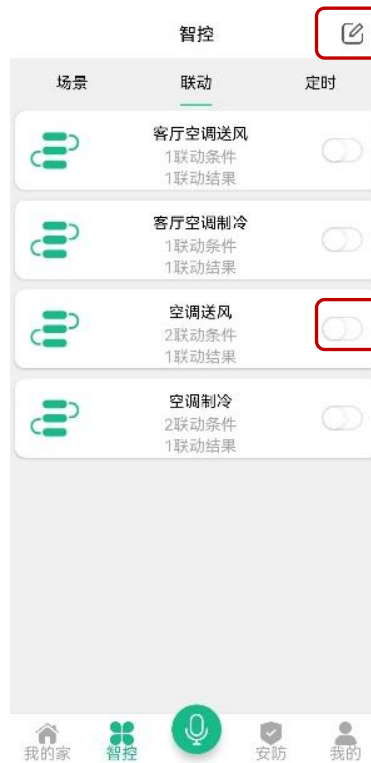 智控
场景 联动 定时
客厅空调送风
1联动条件
1联动结果
客厅空调制冷
1联动条件
1联动结果
空调送风
2联动条件
1联动结果
空调制冷
2联动条件
1联动结果
我的家 智控 安防 我的